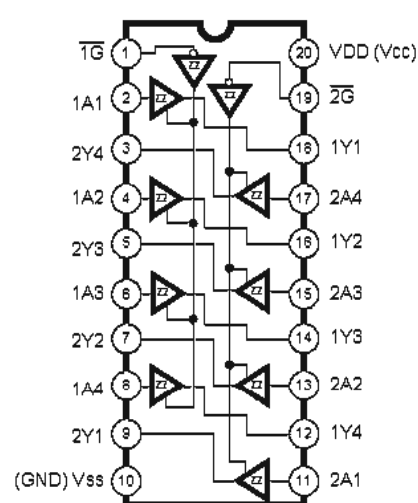 1̅G̅ 1 20 VDD (Vcc)
1A1 2 19 2̅G̅
2Y4 3 18 1Y1
1A2 4 17 2A4
2Y3 5 16 1Y2
1A3 6 15 2A3
2Y2 7 14 1Y3
1A4 8 13 2A2
2Y1 9 12 1Y4
(GND) Vss 10 11 2A1